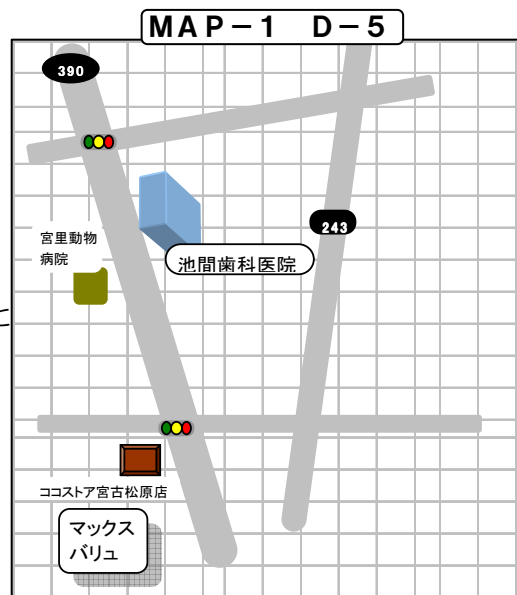 MAP－1　D－5
390
宮里動物
病院
243
池間歯科医院
ココストア宮古松原店
マックス
バリュ